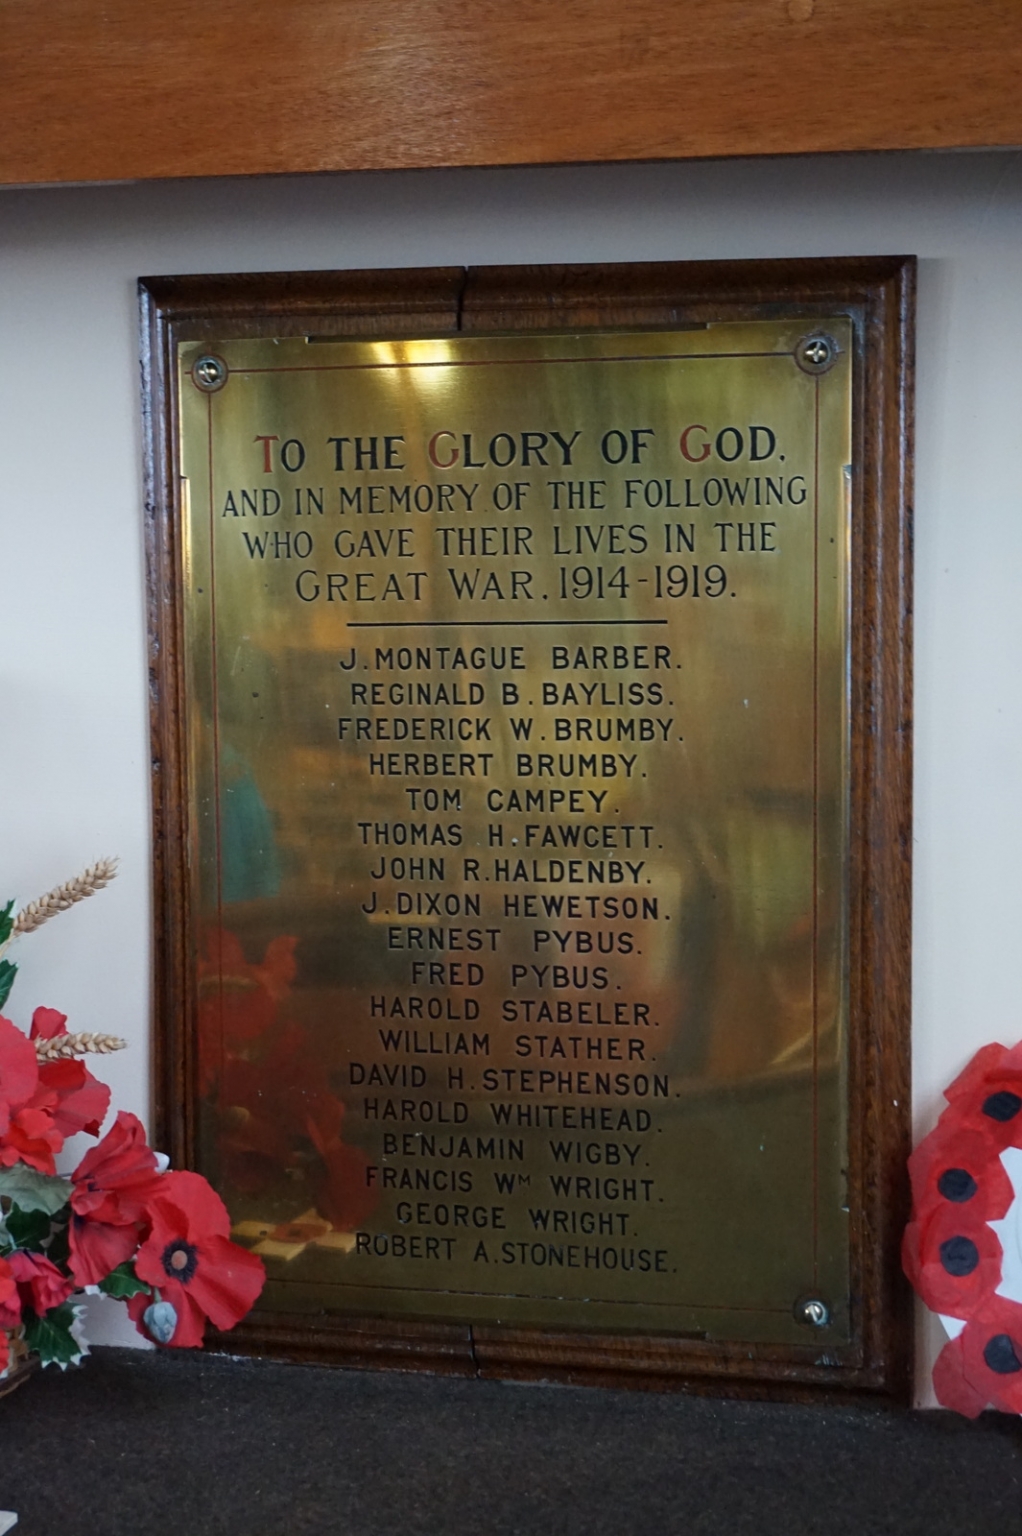 TO THE GLORY OF GOD.
AND IN MEMORY OF THE FOLLOWING
WHO GAVE THEIR LIVES IN THE
GREAT WAR. 1914-1919.
J. MONTAGUE BARBER.
REGINALD B. BAYLISS.
FREDERICK W. BRUMBY.
HERBERT BRUMBY.
TOM CAMPEY.
THOMAS H. FAWCETT.
JOHN R. HALDENBY.
J. DIXON HEWETSON.
ERNEST PYBUS.
FRED PYBUS.
HAROLD STABELER.
WILLIAM STATHER.
DAVID H. STEPHENSON.
HAROLD WHITEHEAD.
BENJAMIN WIGBY.
FRANCIS Wᴹ WRIGHT.
GEORGE WRIGHT.
ROBERT A. STONEHOUSE.